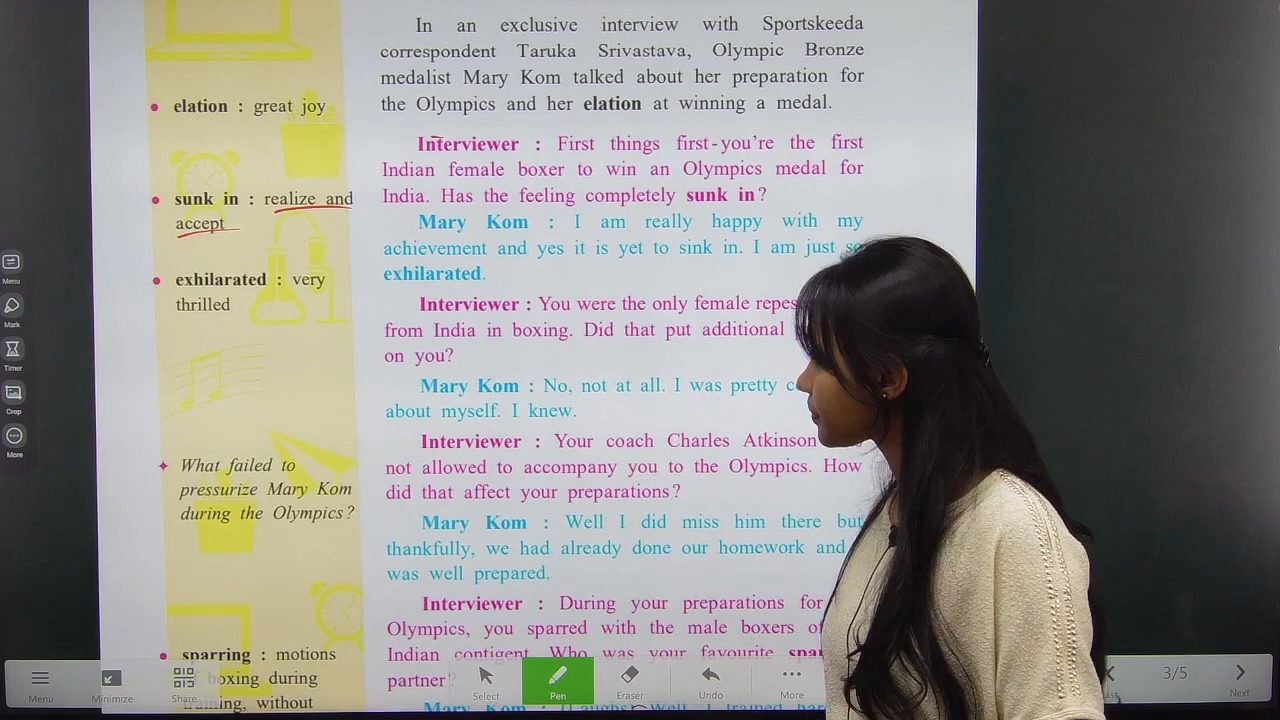 In an exclusive interview with Sportskeeda
correspondent Taruka Srivastava, Olympic Bronze
medalist Mary Kom talked about her preparation for
the Olympics and her elation at winning a medal.
Interviewer : First things first-you're the first
Indian female boxer to win an Olympics medal for
India. Has the feeling completely sunk in?
Mary Kom : I am really happy with my
achievement and yes it is yet to sink in. I am just so
exhilarated.
Interviewer : You were the only female
from India in boxing. Did that put additional
on you?
Mary Kom : No, not at all. I was pretty
about myself. I knew.
Interviewer : Your coach Charles Atkinson
not allowed to accompany you to the Olympics. How
did that affect your preparations?
Mary Kom : Well I did miss him there but
thankfully, we had already done our homework and
was well prepared.
Interviewer : During your preparations for
Olympics, you sparred with the male boxers
Indian contigent. Who was your favourite
partner
Mary Kom : (Laughs) Well, I trained
elation : great joy
sunk in : realize and
accept
exhilarated : very
thrilled
What failed to
pressurize Mary Kom
during the Olympics?
sparring : motions
boxing during
without
Menu
Mark
Timer
Crop
More
Menu
Minimize
Share
Select
Pen
Eraser
Undo
More
3/5
Next